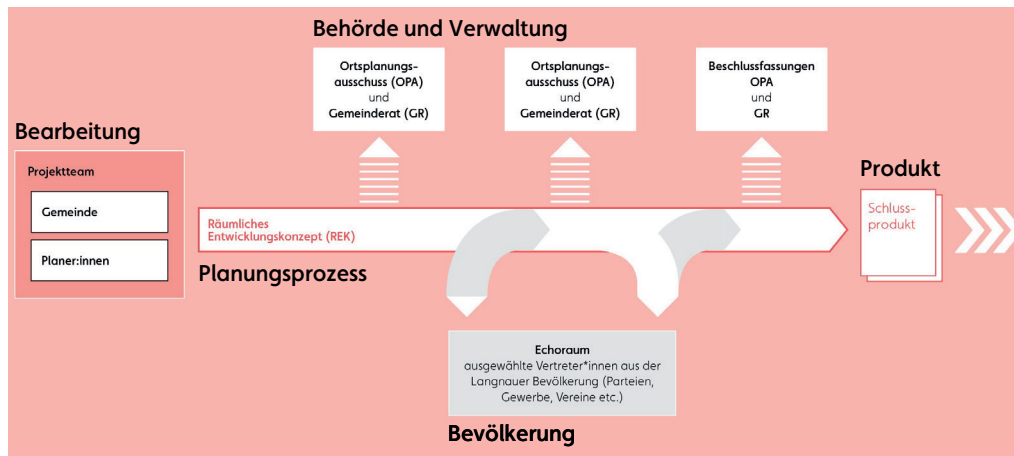 Behörde und Verwaltung
Ortsplanungs-
ausschuss (OPA)
und
Gemeinderat (GR)
Ortsplanungs-
ausschuss (OPA)
und
Gemeinderat (GR)
Beschlussfassungen
OPA
und
GR
Bearbeitung
Projektteam
Gemeinde
Planer:innen
Räumliches
Entwicklungskonzept (REK)
Planungsprozess
Produkt
Schluss-
produkt
Echoraum
ausgewählte Vertreter*innen aus der
Langnauer Bevölkerung (Parteien,
Gewerbe, Vereine etc.)
Bevölkerung